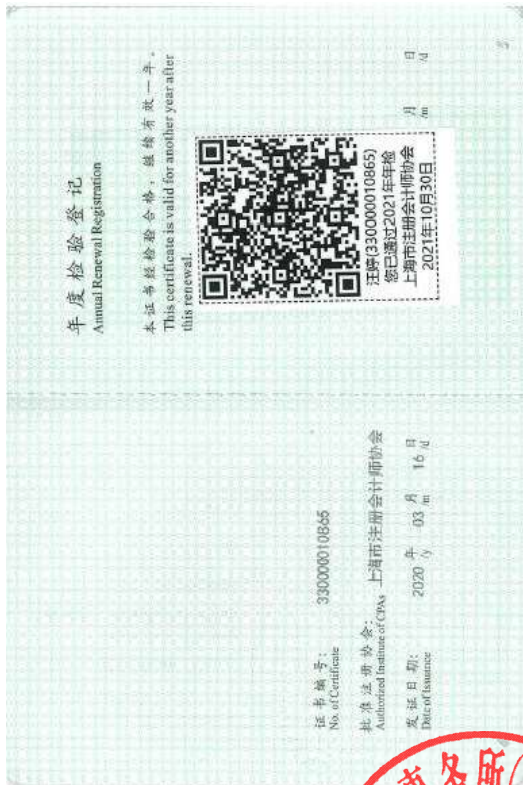 年度检验登记
Annual Renewal Registration
本证书经检验合格，继续有效一年。
This certificate is valid for another year after
this renewal.
汪婷(330000010865)
您已通过2021年年检
上海市注册会计师协会
2021年10月30日
月 日
/m /d
证书编号： 330000010865
No. of Certificate
批准注册协会： 上海市注册会计师协会
Authorized Institute of CPAs
发证日期： 2020 年 03 月 16 日
Date of Issuance /y /m /d
务所